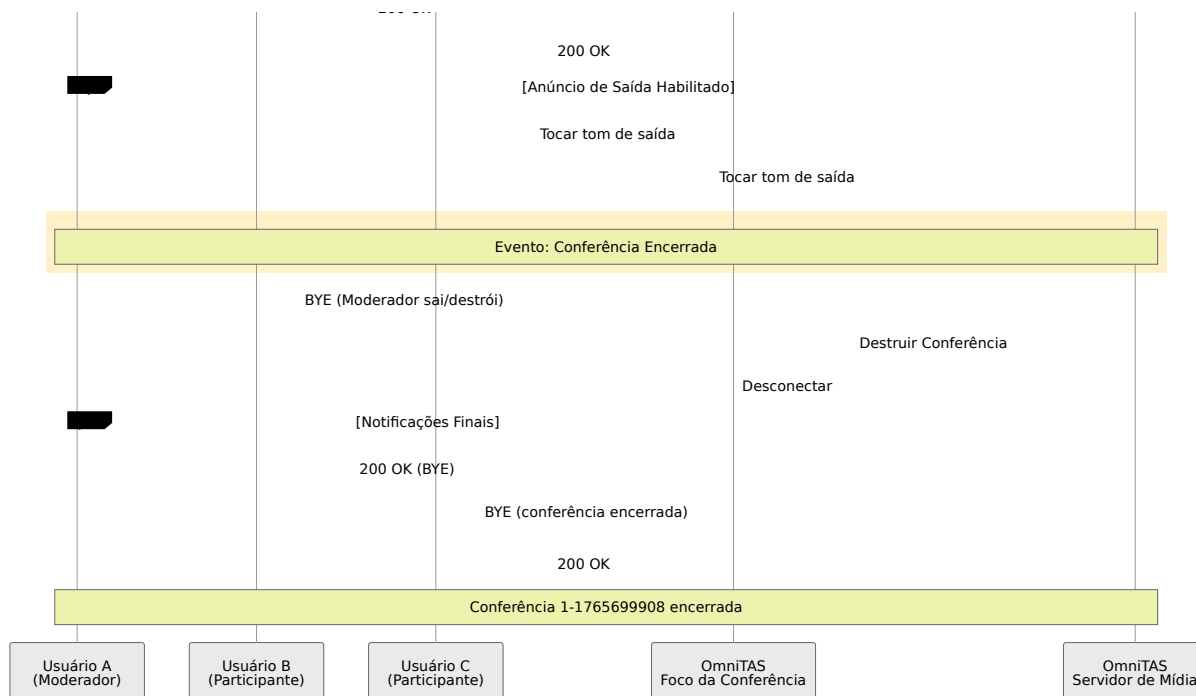 200 OK
[Anúncio de Saída Habilitado]
Tocar tom de saída
Tocar tom de saída
Evento: Conferência Encerrada
BYE (Moderador sai/destrói)
Destruir Conferência
Desconectar
[Notificações Finais]
200 OK (BYE)
BYE (conferência encerrada)
200 OK
Conferência 1-1765699908 encerrada
Usuário A
(Moderador)
Usuário B
(Participante)
Usuário C
(Participante)
OmniTAS
Foco da Conferência
OmniTAS
Servidor de Mídia